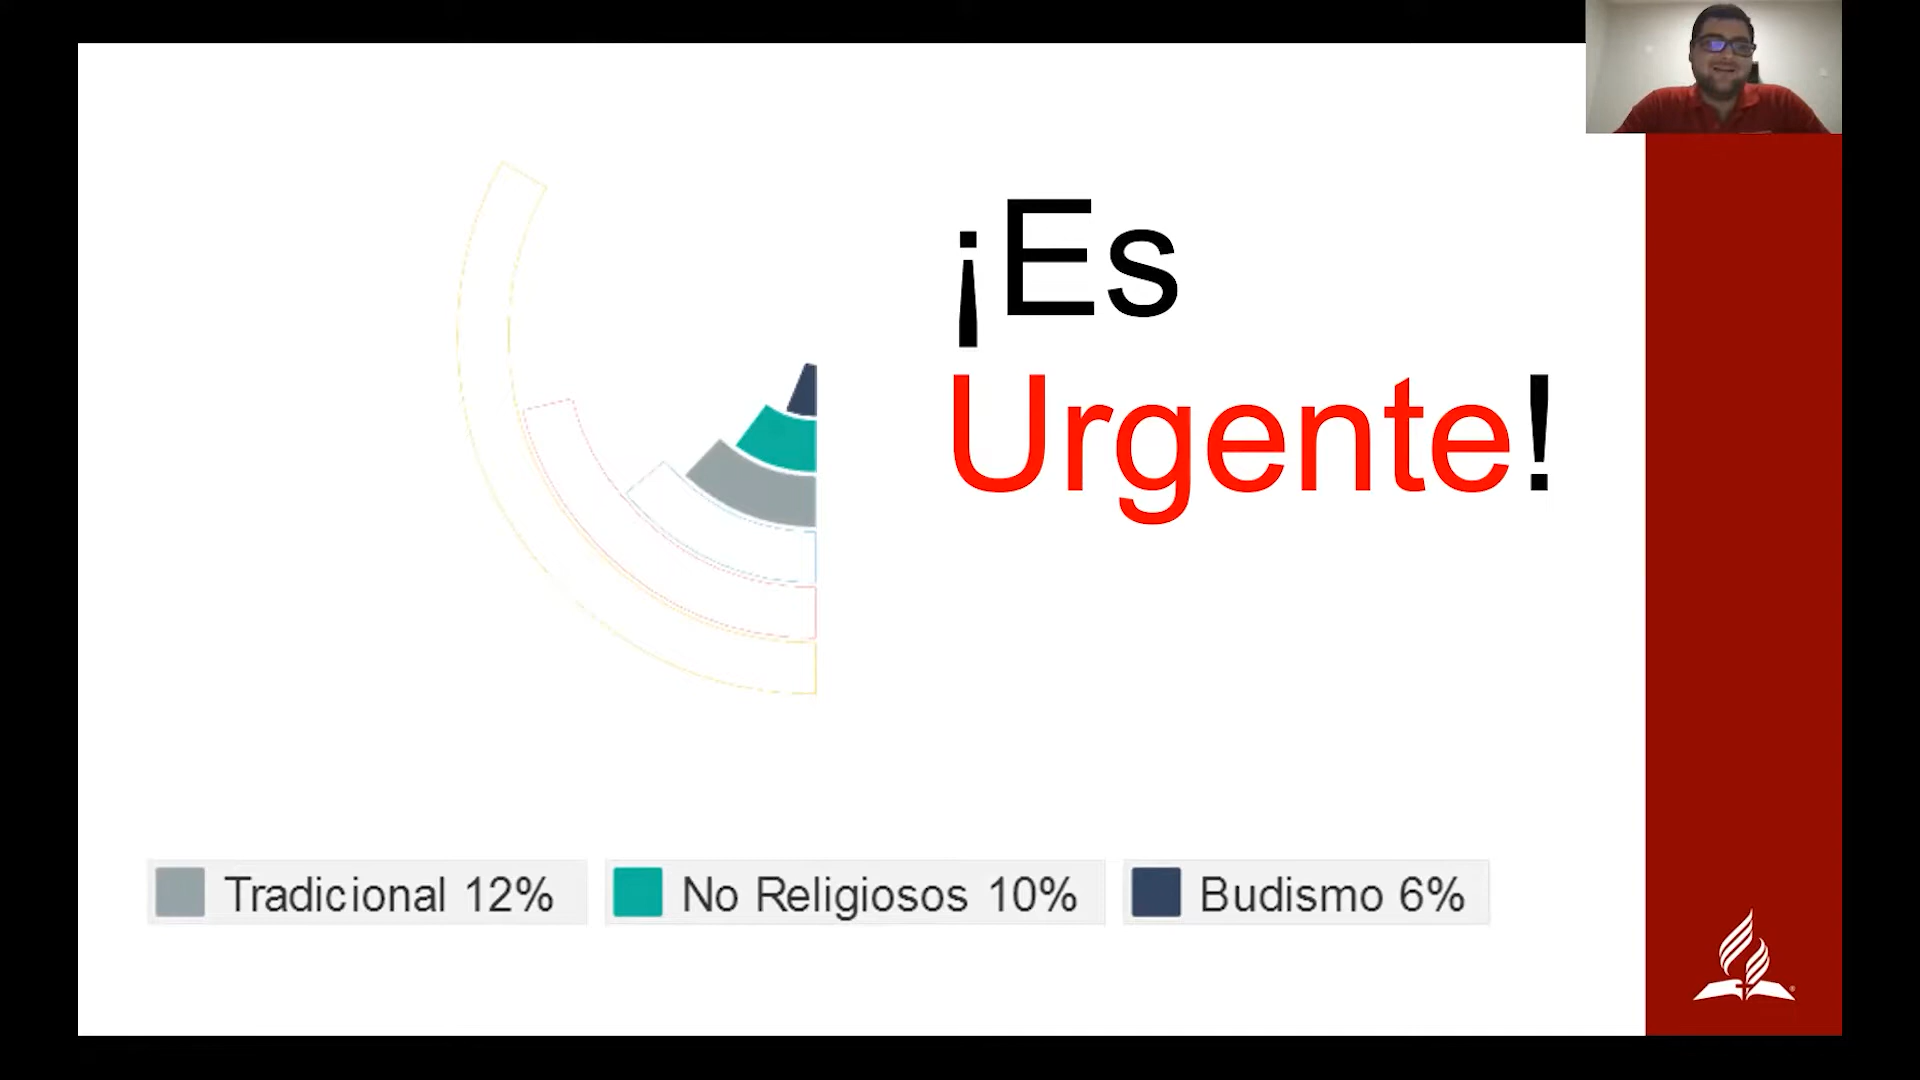 ¡Es
Urgente!
Tradicional 12%
No Religiosos 10%
Budismo 6%